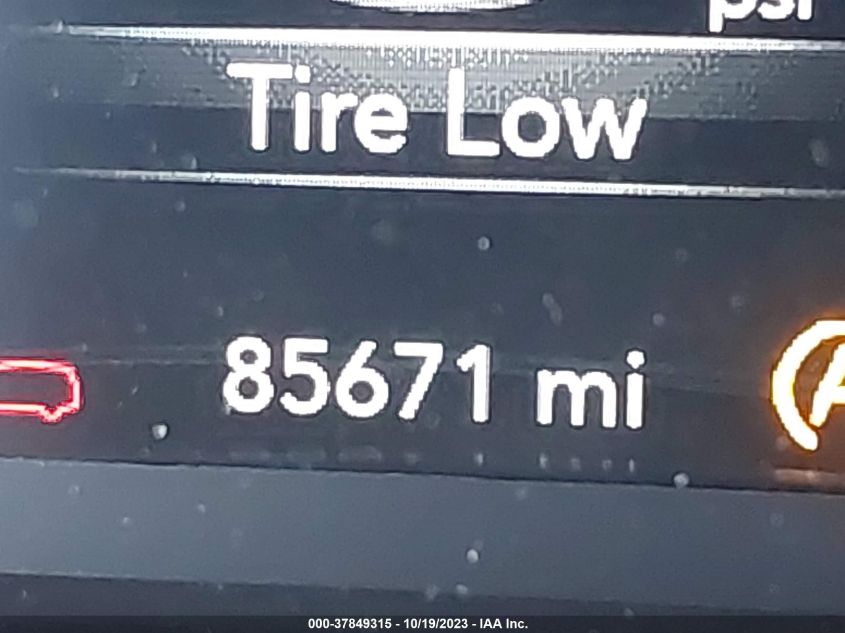 psi
Tire Low
85671 mi
A
000-37849315 - 10/19/2023 - IAA Inc.